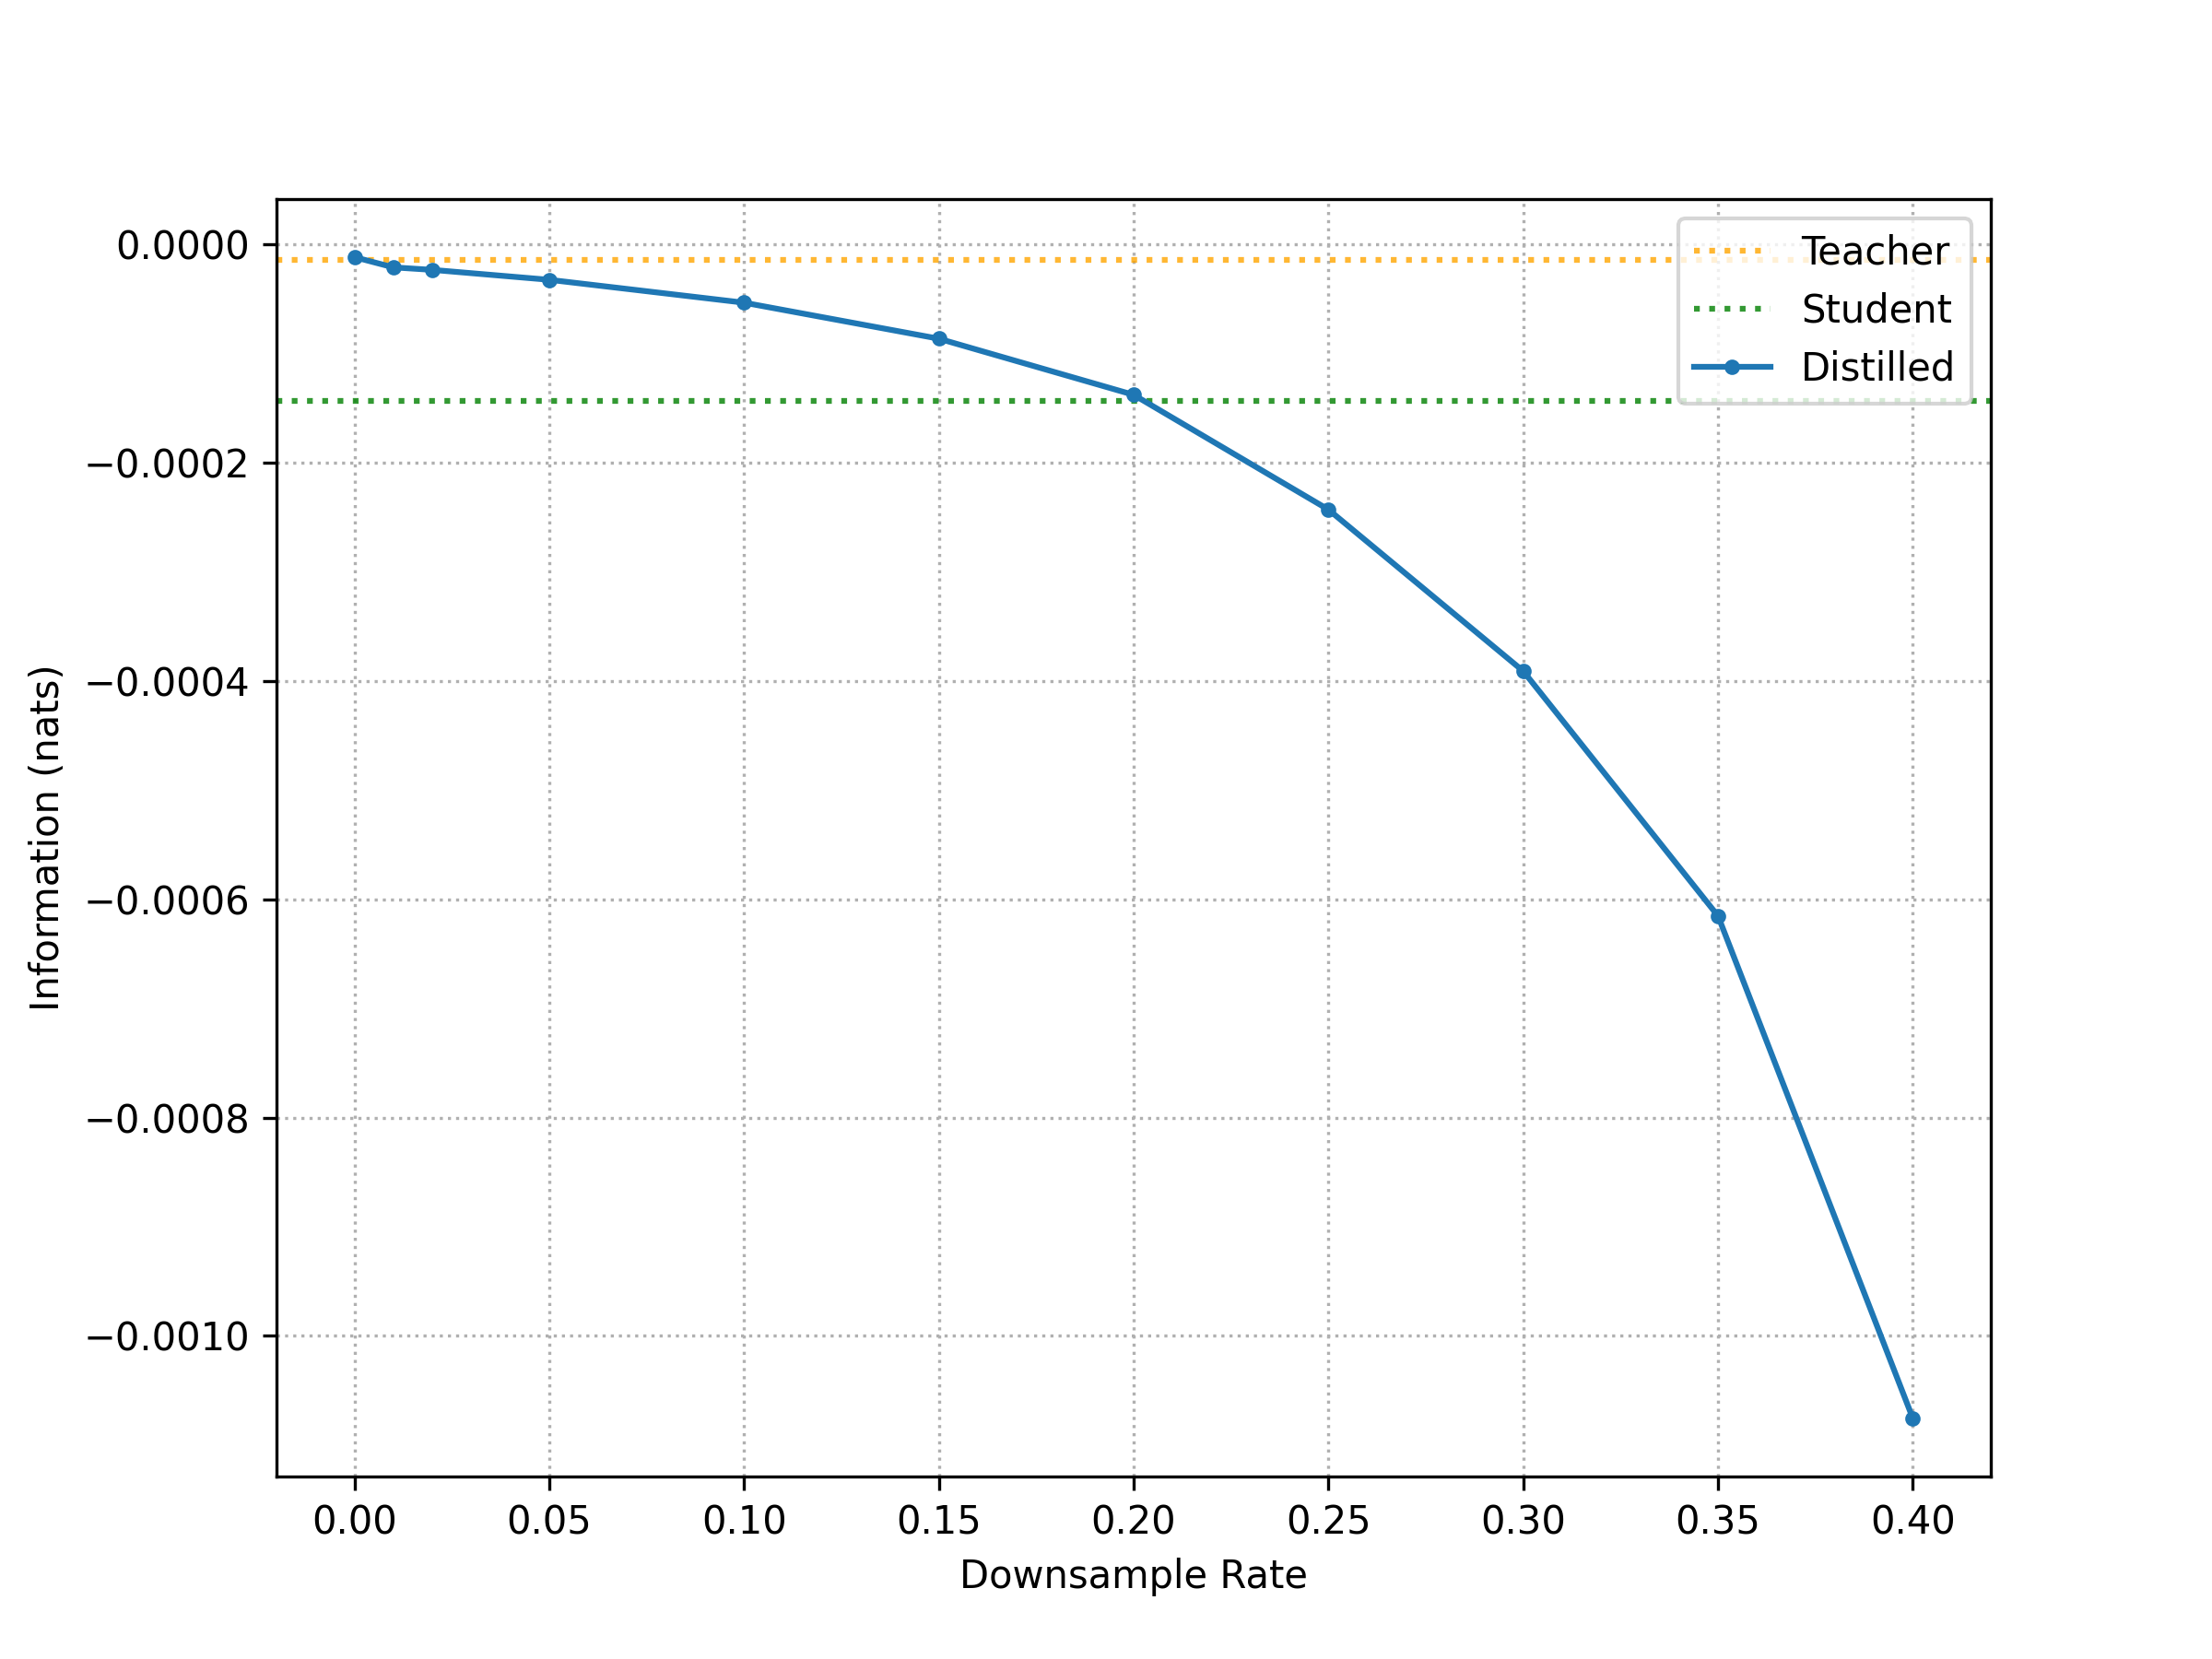 Teacher
Student
Distilled
0.0000
−0.0002
−0.0004
−0.0006
−0.0008
−0.0010
Information (nats)
0.00 0.05 0.10 0.15 0.20 0.25 0.30 0.35 0.40
Downsample Rate